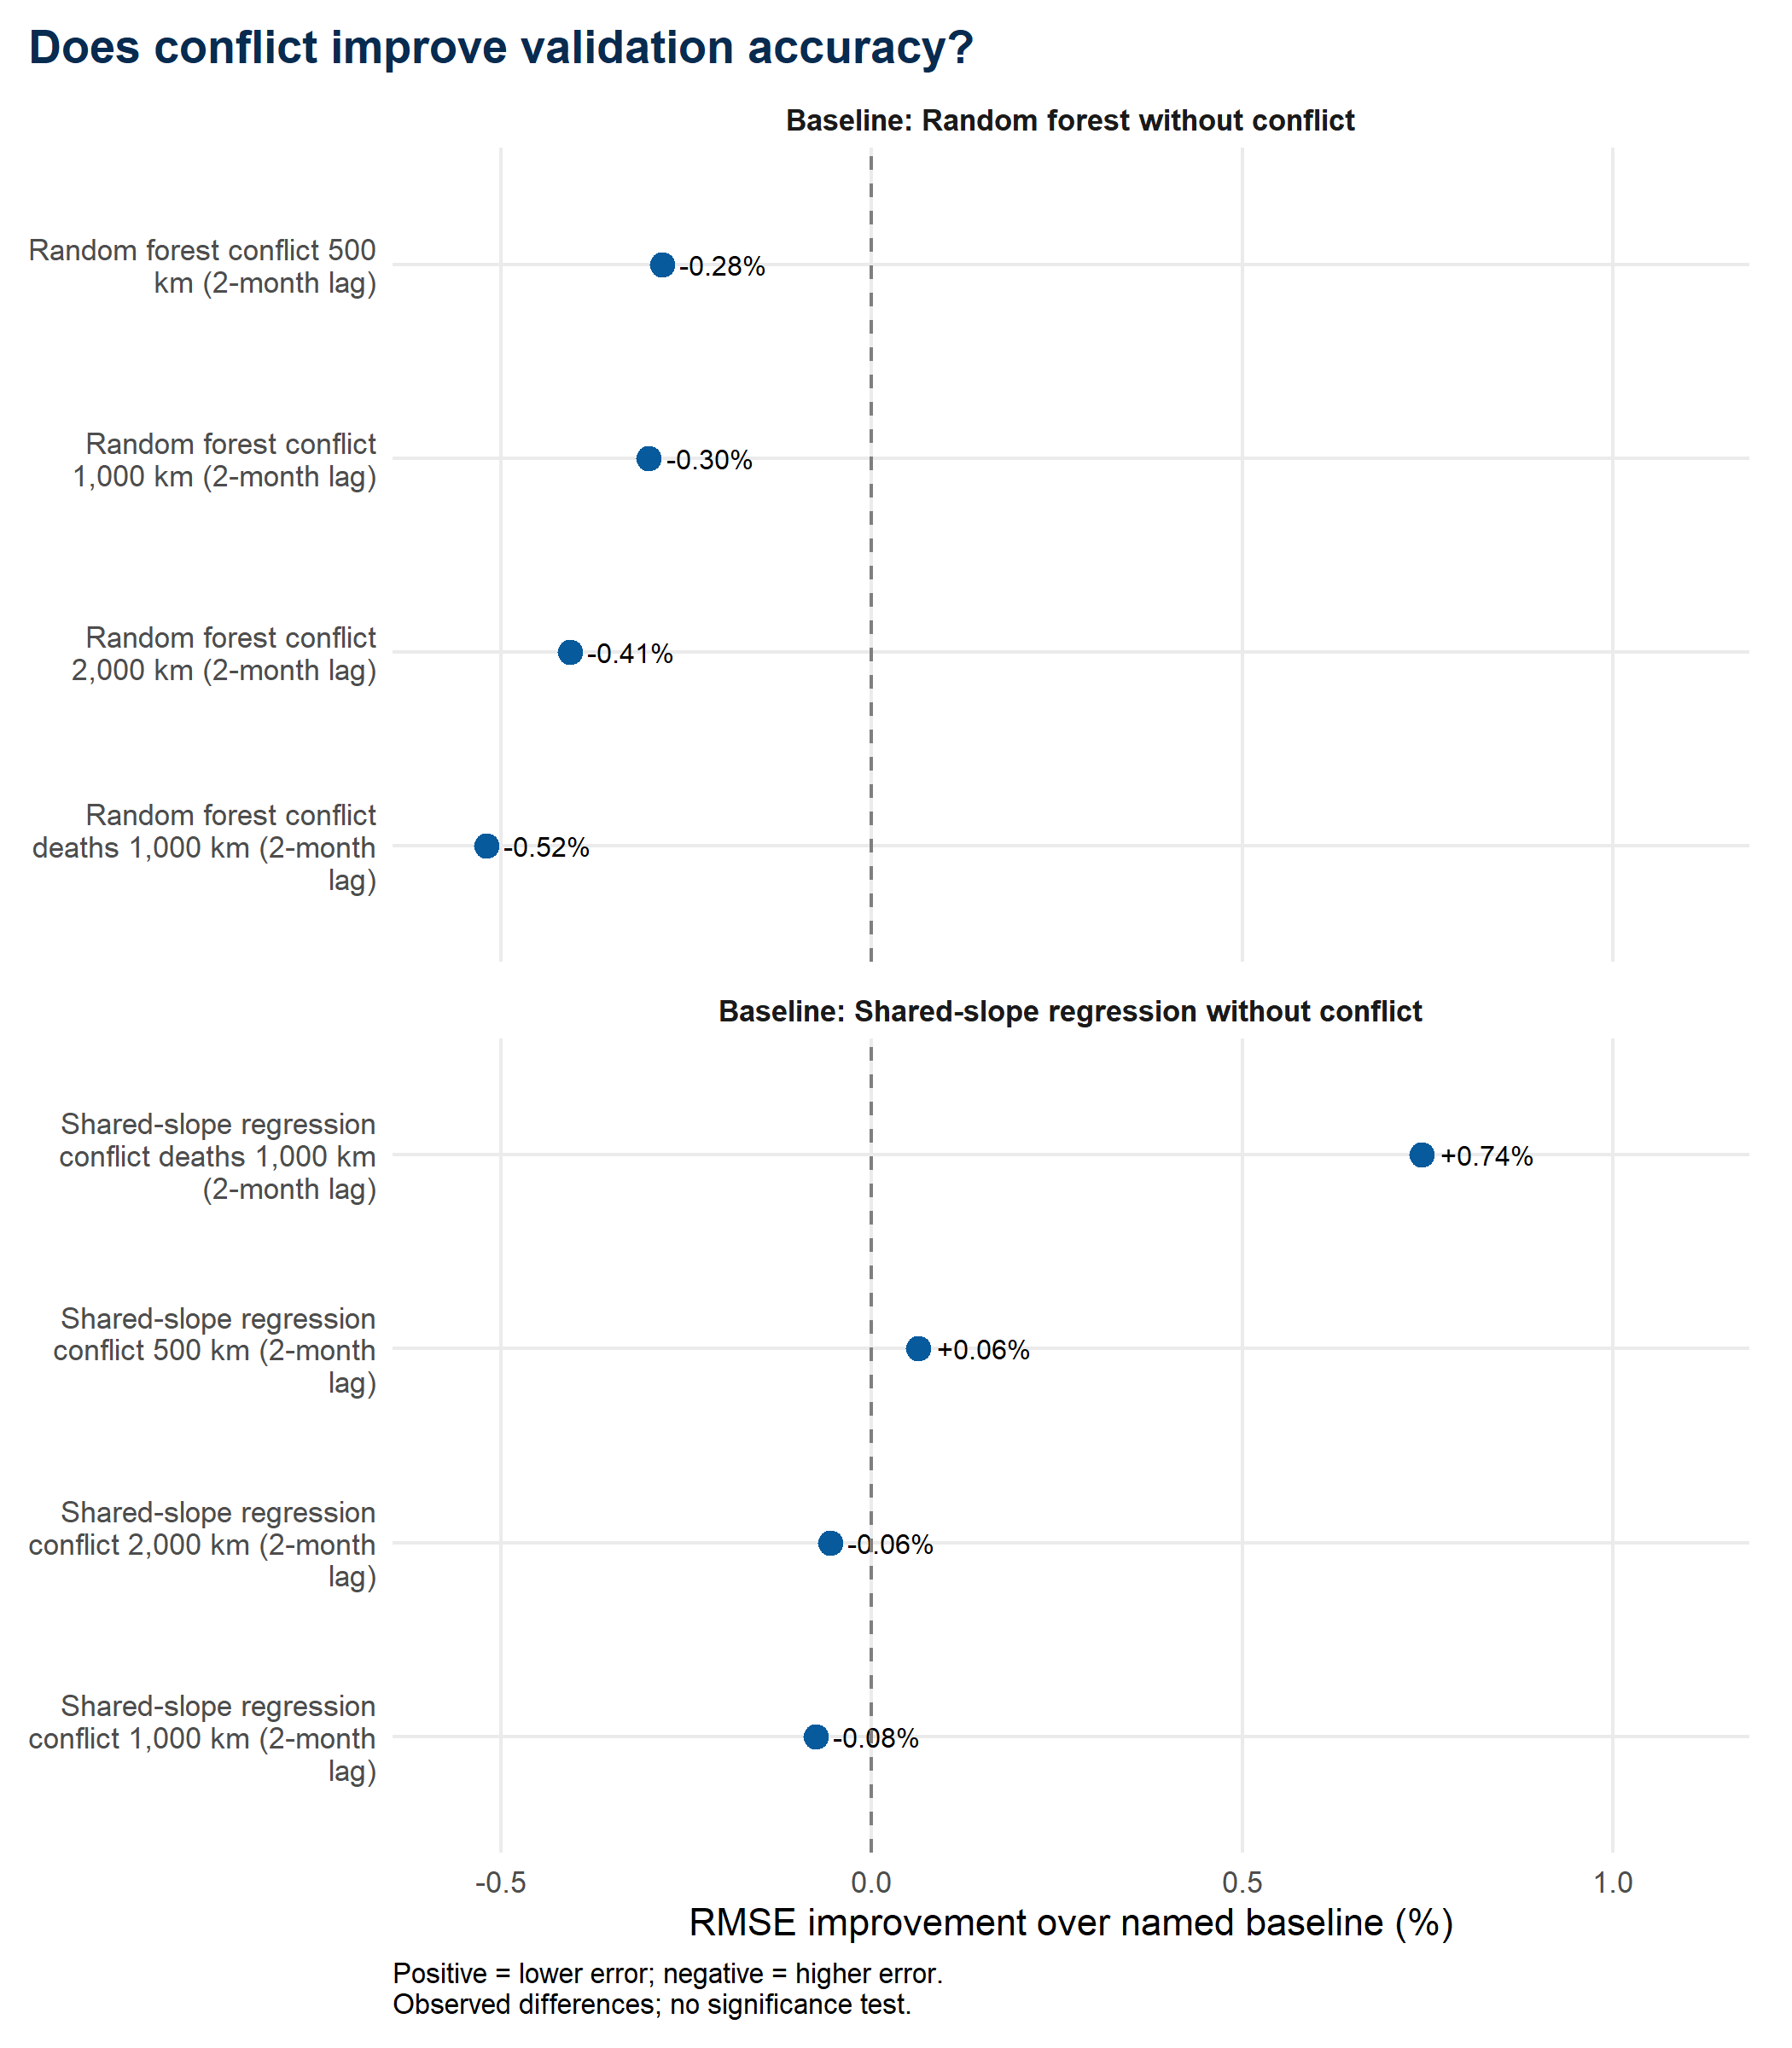 Does conflict improve validation accuracy?
Baseline: Random forest without conflict
Random forest conflict 500
km (2-month lag)
-0.28%
Random forest conflict
1,000 km (2-month lag)
-0.30%
Random forest conflict
2,000 km (2-month lag)
-0.41%
Random forest conflict
deaths 1,000 km (2-month
lag)
-0.52%
Baseline: Shared-slope regression without conflict
Shared-slope regression
conflict deaths 1,000 km
(2-month lag)
+0.74%
Shared-slope regression
conflict 500 km (2-month
lag)
+0.06%
Shared-slope regression
conflict 2,000 km (2-month
lag)
-0.06%
Shared-slope regression
conflict 1,000 km (2-month
lag)
-0.08%
-0.5 0.0 0.5 1.0
RMSE improvement over named baseline (%)
Positive = lower error; negative = higher error.
Observed differences; no significance test.